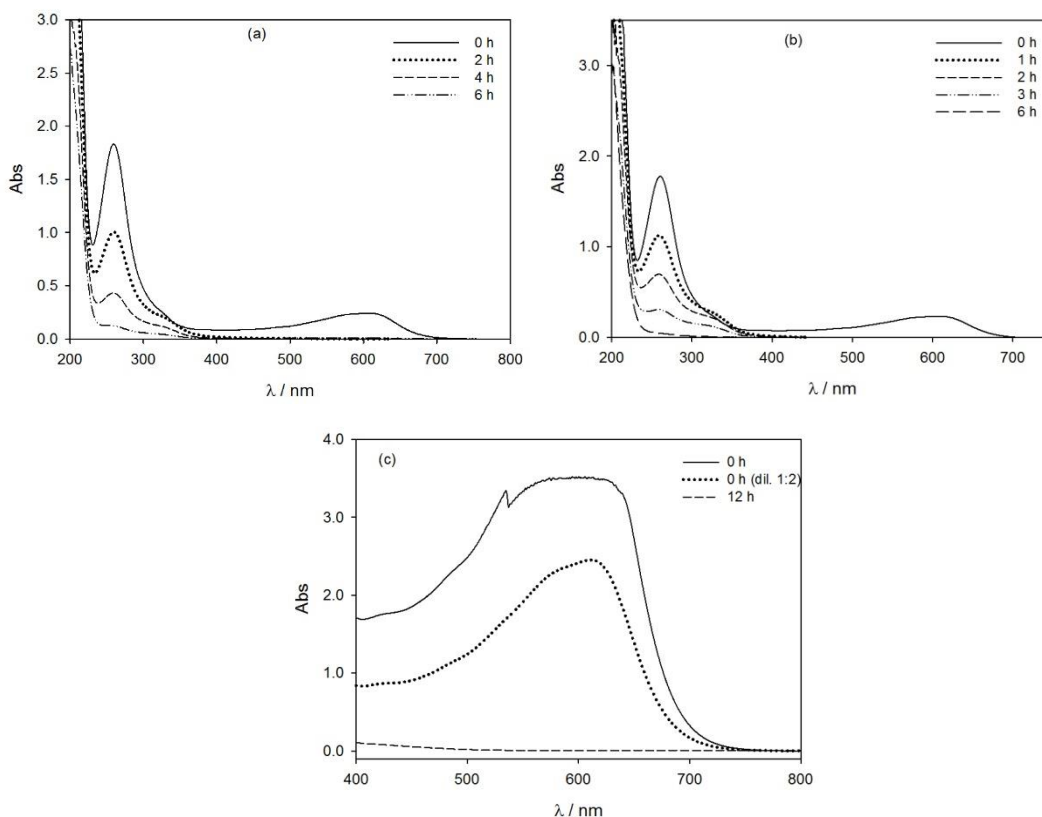 (a)
0 h
2 h
4 h
6 h
3.0
2.5
2.0
1.5
1.0
0.5
0.0
Abs
200 300 400 500 600 700 800
λ / nm
(b)
0 h
1 h
2 h
3 h
6 h
3.0
2.0
1.0
0.0
Abs
200 300 400 500 600 700
λ / nm
(c)
0 h
0 h (dil. 1:2)
12 h
4.0
3.0
2.0
1.0
0.0
Abs
400 500 600 700 800
λ / nm